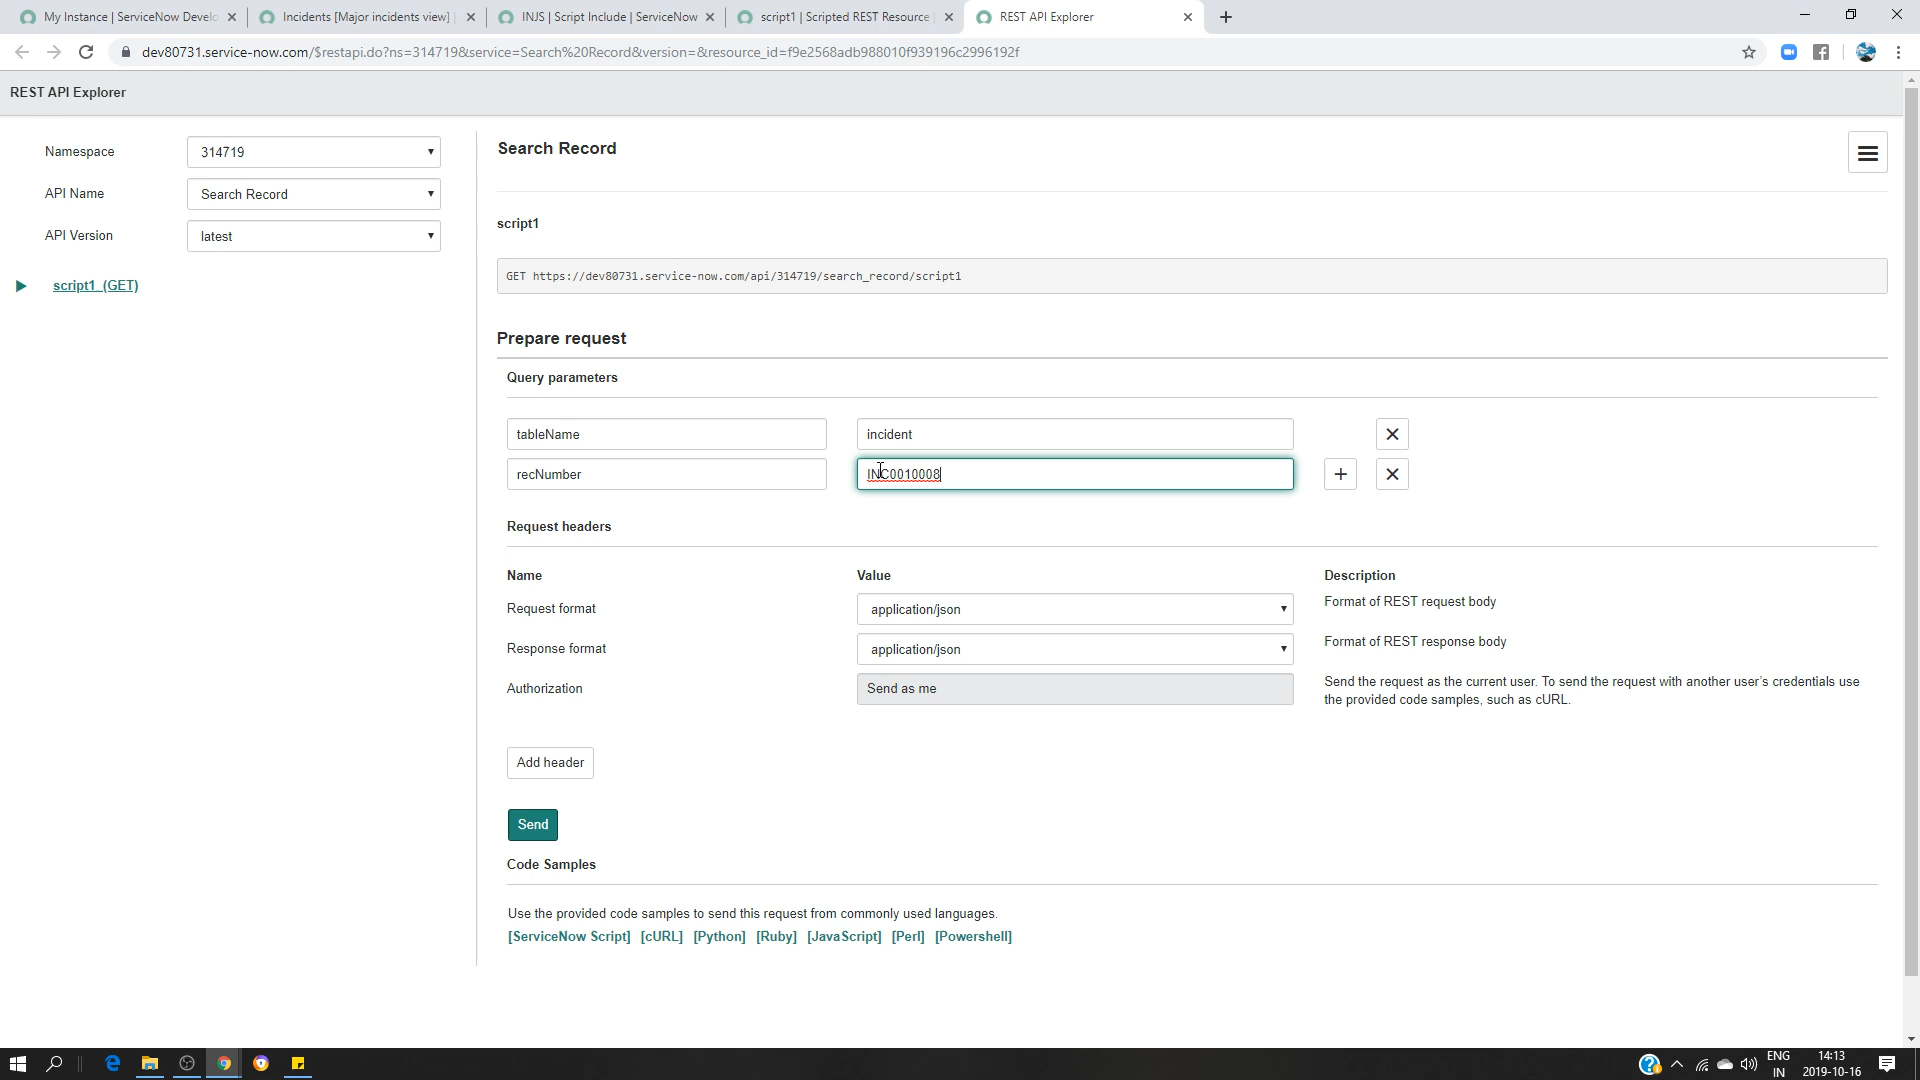 My Instance | ServiceNow Develo
Incidents [Major incidents view] |
INJS | Script Include | ServiceNow
script1 | Scripted REST Resource |
REST API Explorer
dev80731.service-now.com/$restapi.do?ns=314719&service=Search%20Record&version=&resource_id=f9e2568adb988010f939196c2996192f
REST API Explorer
Namespace
314719
API Name
Search Record
API Version
latest
script1 (GET)
Search Record
script1
GET https://dev80731.service-now.com/api/314719/search_record/script1
Prepare request
Query parameters
tableName
incident
recNumber
INC0010008
Request headers
Name
Value
Description
Request format
application/json
Format of REST request body
Response format
application/json
Format of REST response body
Authorization
Send as me
Send the request as the current user. To send the request with another user's credentials use
the provided code samples, such as cURL.
Add header
Send
Code Samples
Use the provided code samples to send this request from commonly used languages.
[ServiceNow Script] [cURL] [Python] [Ruby] [JavaScript] [Perl] [Powershell]
ENG
IN
14:13
2019-10-16